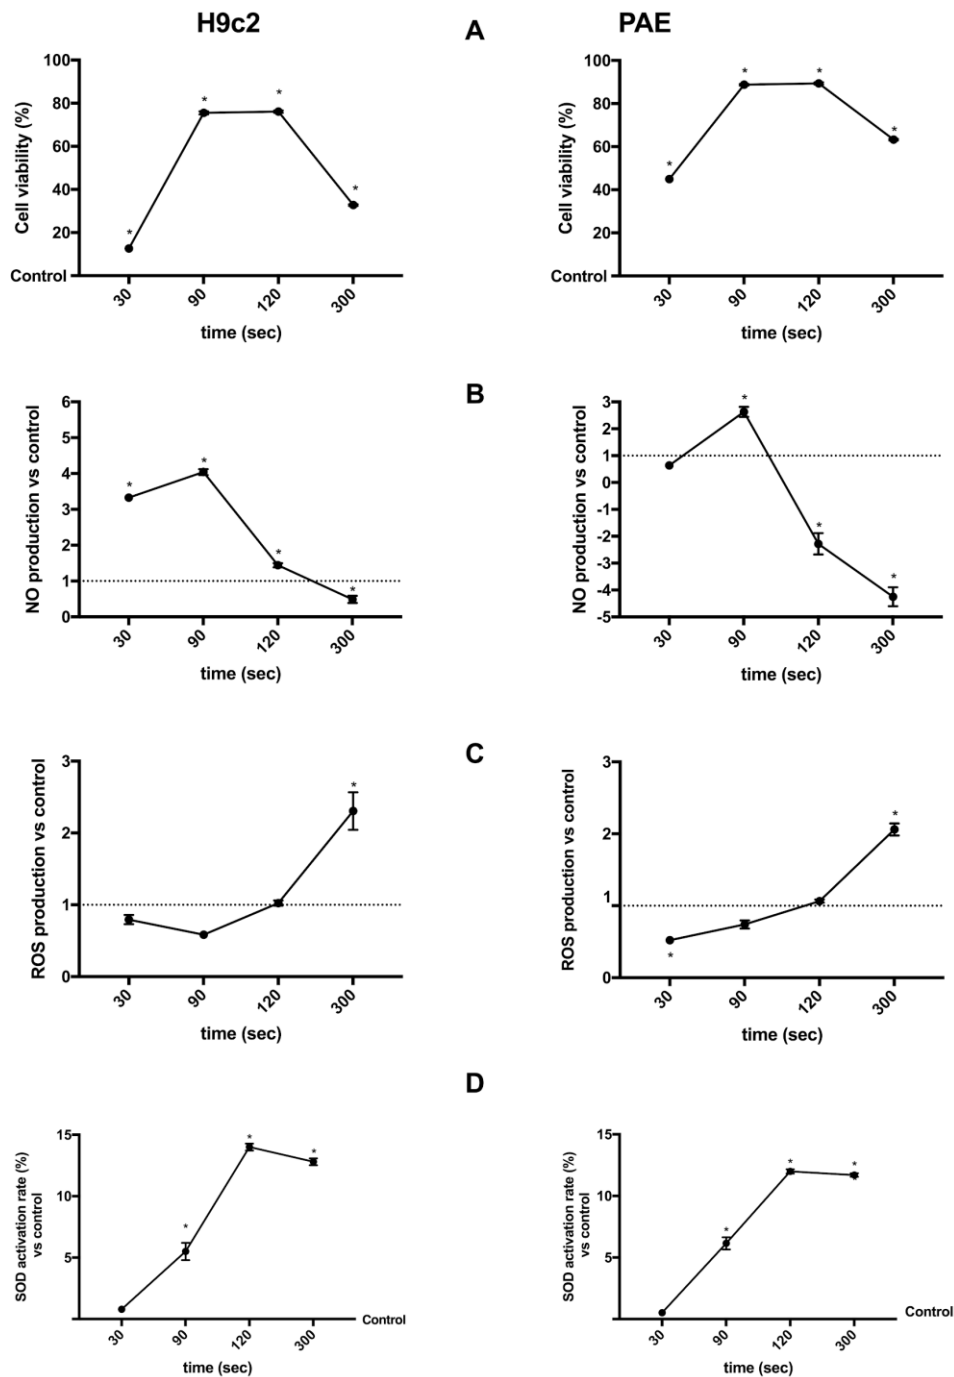 H9c2
A
PAE
Cell viability (%)
100
80
60
40
20
Control
30
90
120
300
time (sec)
Cell viability (%)
100
80
60
40
20
Control
30
90
120
300
time (sec)
B
NO production vs control
6
5
4
3
2
1
0
30
90
120
300
time (sec)
NO production vs control
3
2
1
0
-1
-2
-3
-4
-5
30
90
120
300
time (sec)
C
ROS production vs control
3
2
1
0
30
90
120
300
time (sec)
ROS production vs control
3
2
1
0
30
90
120
300
time (sec)
D
SOD activation rate (%)
vs control
15
10
5
Control
30
90
120
300
time (sec)
SOD activation rate (%)
vs control
15
10
5
Control
30
90
120
300
time (sec)